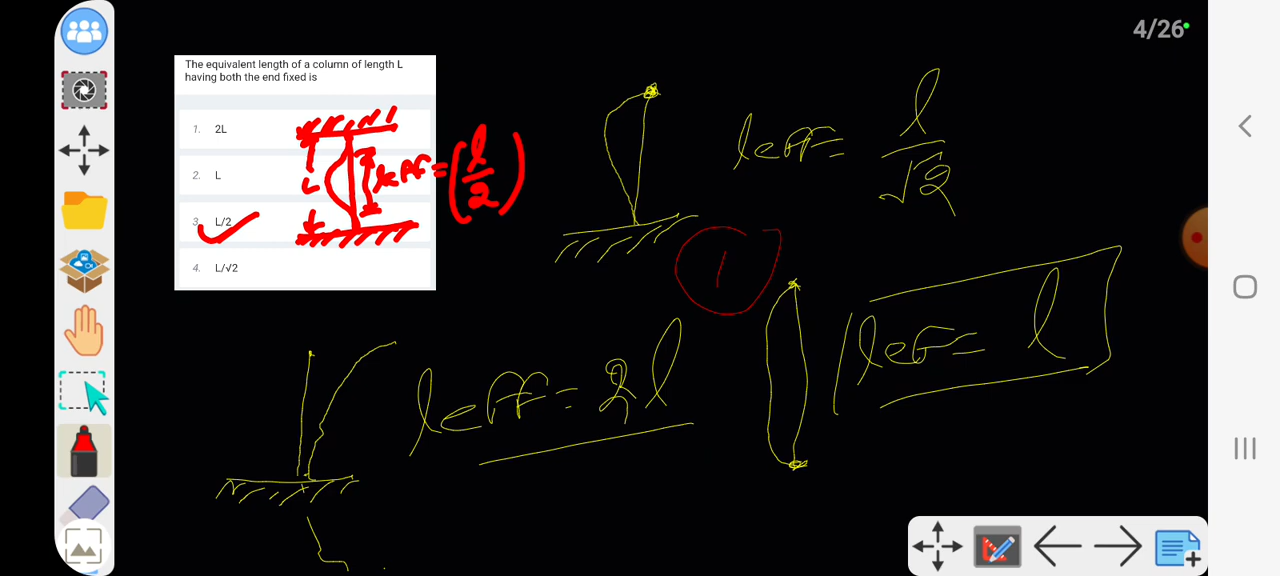 4/26
The equivalent length of a column of length L
having both the end fixed is
1. 2L
2. L
3. L/2
4. L/√2
L
leff = (l/2)
leff = l/√2
1
leff = l
leff = 2l